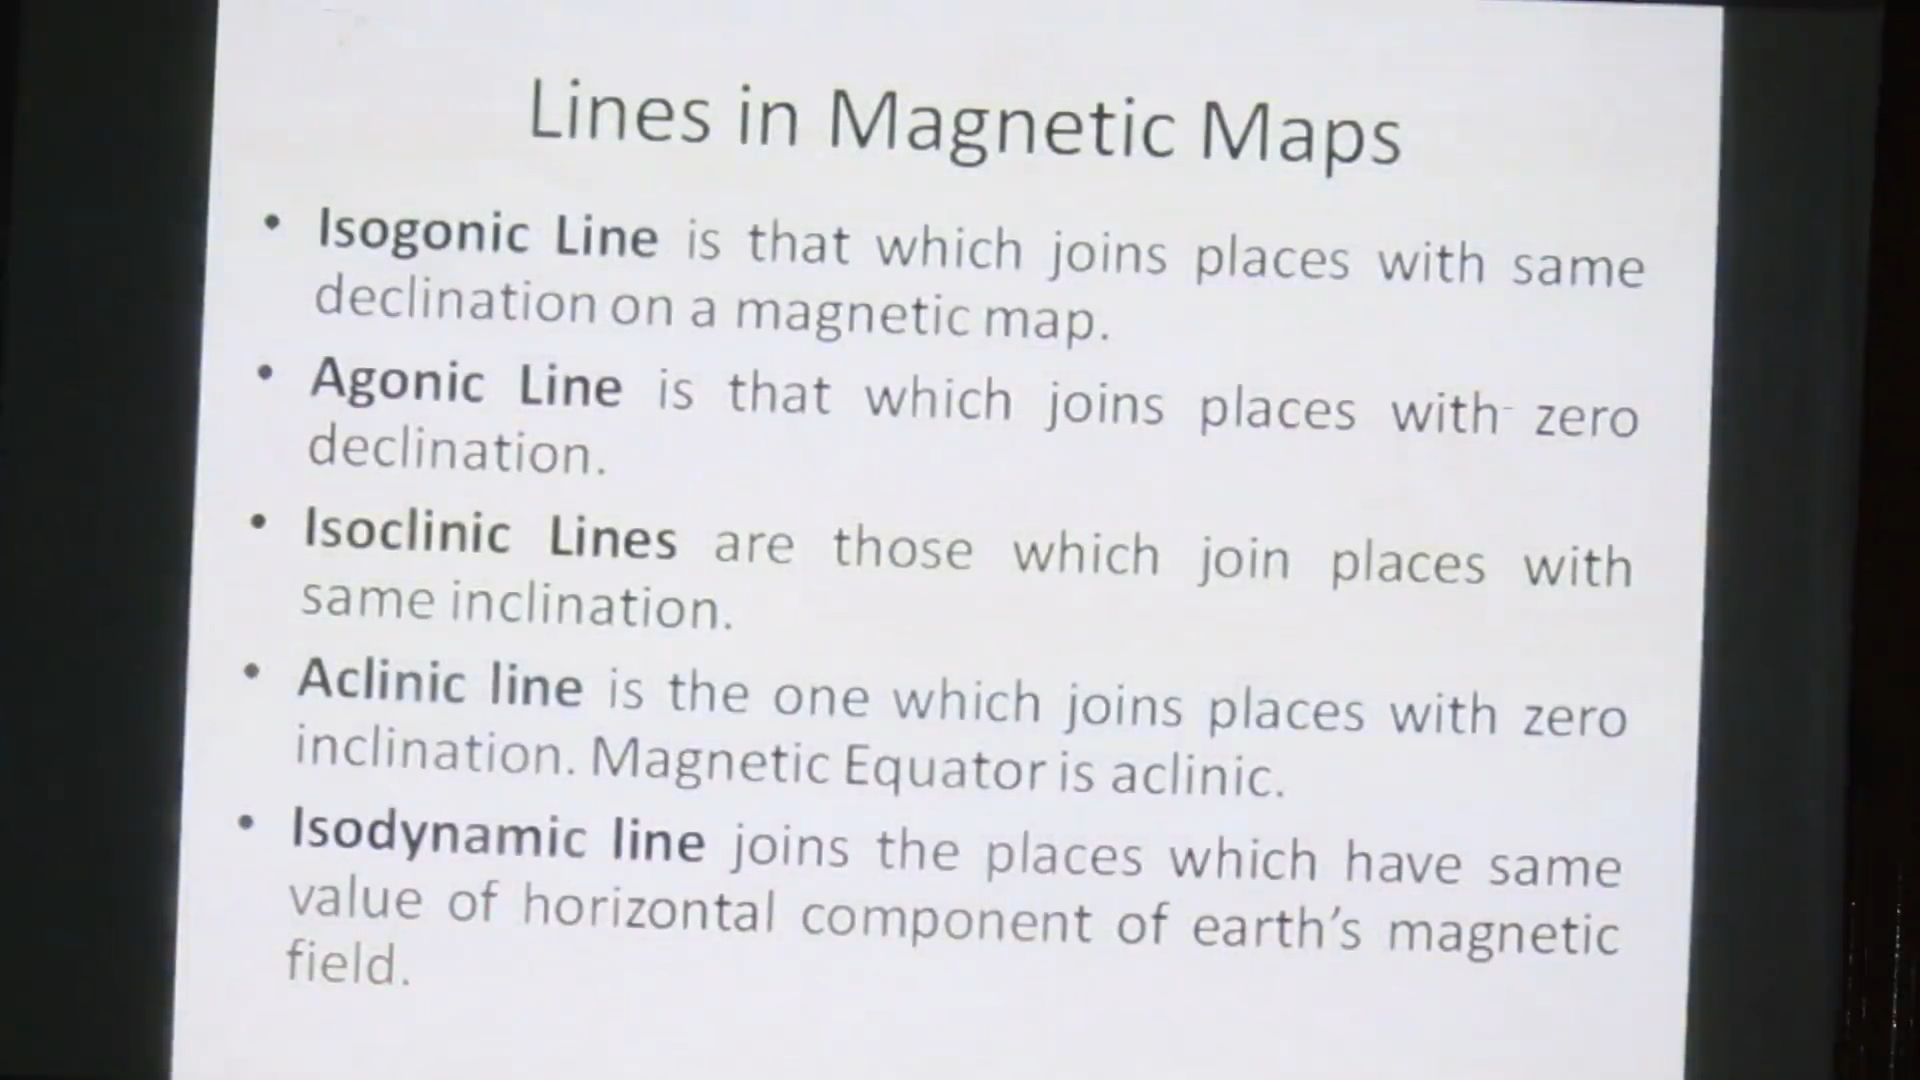 Lines in Magnetic Maps
• Isogonic Line is that which joins places with same
declination on a magnetic map.
• Agonic Line is that which joins places with zero
declination.
• Isoclinic Lines are those which join places with
same inclination.
• Aclinic line is the one which joins places with zero
inclination. Magnetic Equator is aclinic.
• Isodynamic line joins the places which have same
value of horizontal component of earth's magnetic
field.